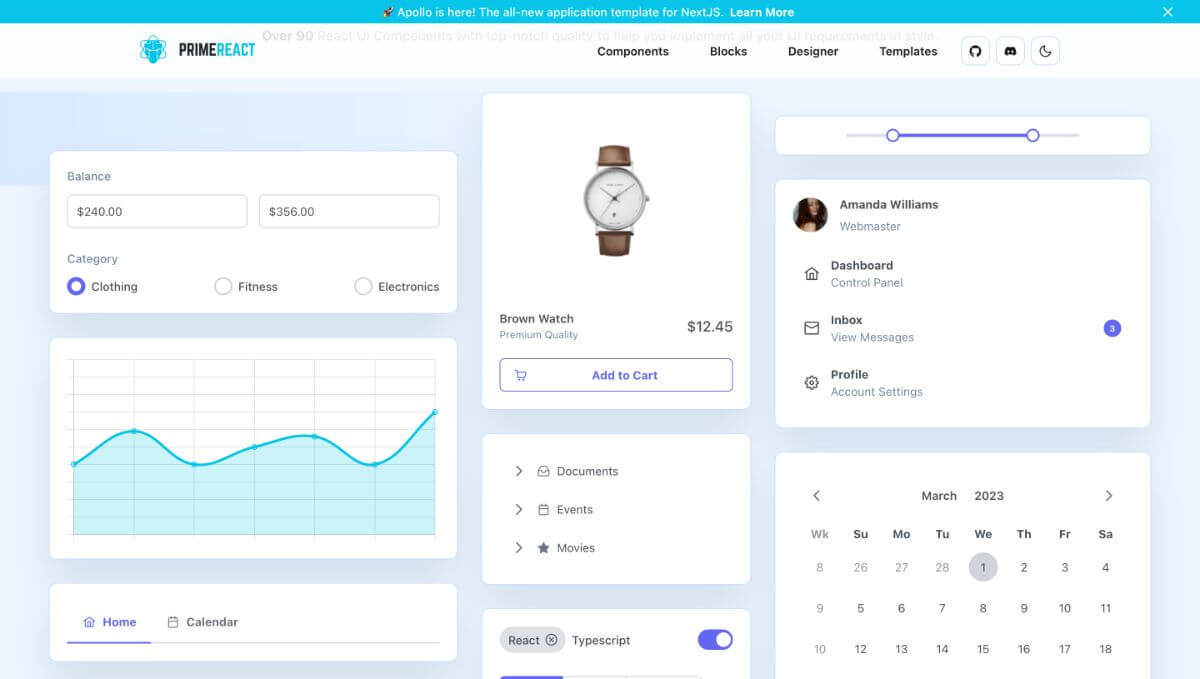 🚀 Apollo is here! The all-new application template for NextJS. Learn More
PRIMEREACT
Over 90 React UI Components with top-notch quality to help you implement all your UI requirements in style.
Components Blocks Designer Templates
Balance
$240.00 $356.00
Category
Clothing Fitness Electronics
Home Calendar
Brown Watch
Premium Quality
$12.45
Add to Cart
Documents
Events
Movies
React Typescript
Amanda Williams
Webmaster
Dashboard
Control Panel
Inbox
View Messages
3
Profile
Account Settings
March 2023
Wk Su Mo Tu We Th Fr Sa
8 26 27 28 1 2 3 4
9 5 6 7 8 9 10 11
10 12 13 14 15 16 17 18